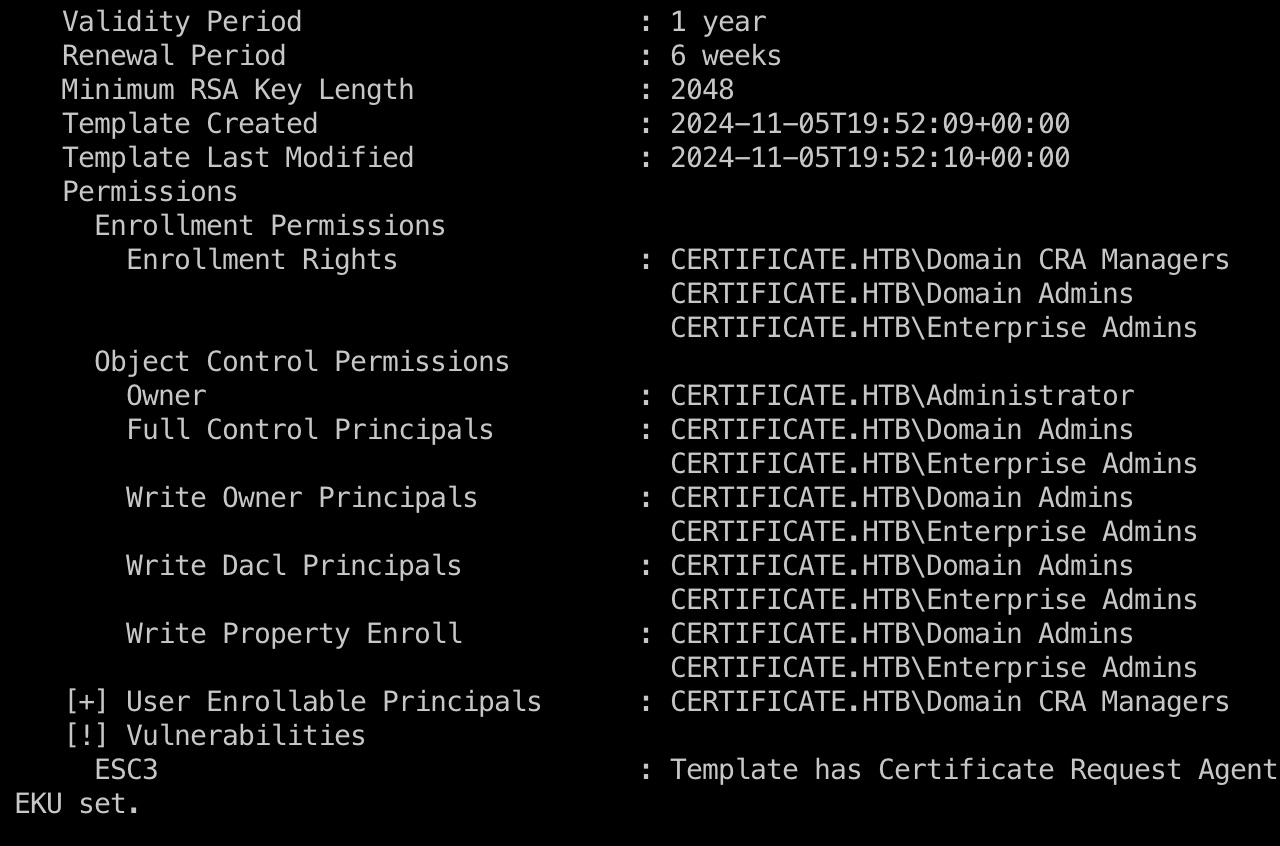 Validity Period : 1 year
Renewal Period : 6 weeks
Minimum RSA Key Length : 2048
Template Created : 2024-11-05T19:52:09+00:00
Template Last Modified : 2024-11-05T19:52:10+00:00
Permissions
Enrollment Permissions
Enrollment Rights : CERTIFICATE.HTB\Domain CRA Managers
CERTIFICATE.HTB\Domain Admins
CERTIFICATE.HTB\Enterprise Admins
Object Control Permissions
Owner : CERTIFICATE.HTB\Administrator
Full Control Principals : CERTIFICATE.HTB\Domain Admins
CERTIFICATE.HTB\Enterprise Admins
Write Owner Principals : CERTIFICATE.HTB\Domain Admins
CERTIFICATE.HTB\Enterprise Admins
Write Dacl Principals : CERTIFICATE.HTB\Domain Admins
CERTIFICATE.HTB\Enterprise Admins
Write Property Enroll : CERTIFICATE.HTB\Domain Admins
CERTIFICATE.HTB\Enterprise Admins
[+] User Enrollable Principals : CERTIFICATE.HTB\Domain CRA Managers
[!] Vulnerabilities
ESC3 : Template has Certificate Request Agent
EKU set.